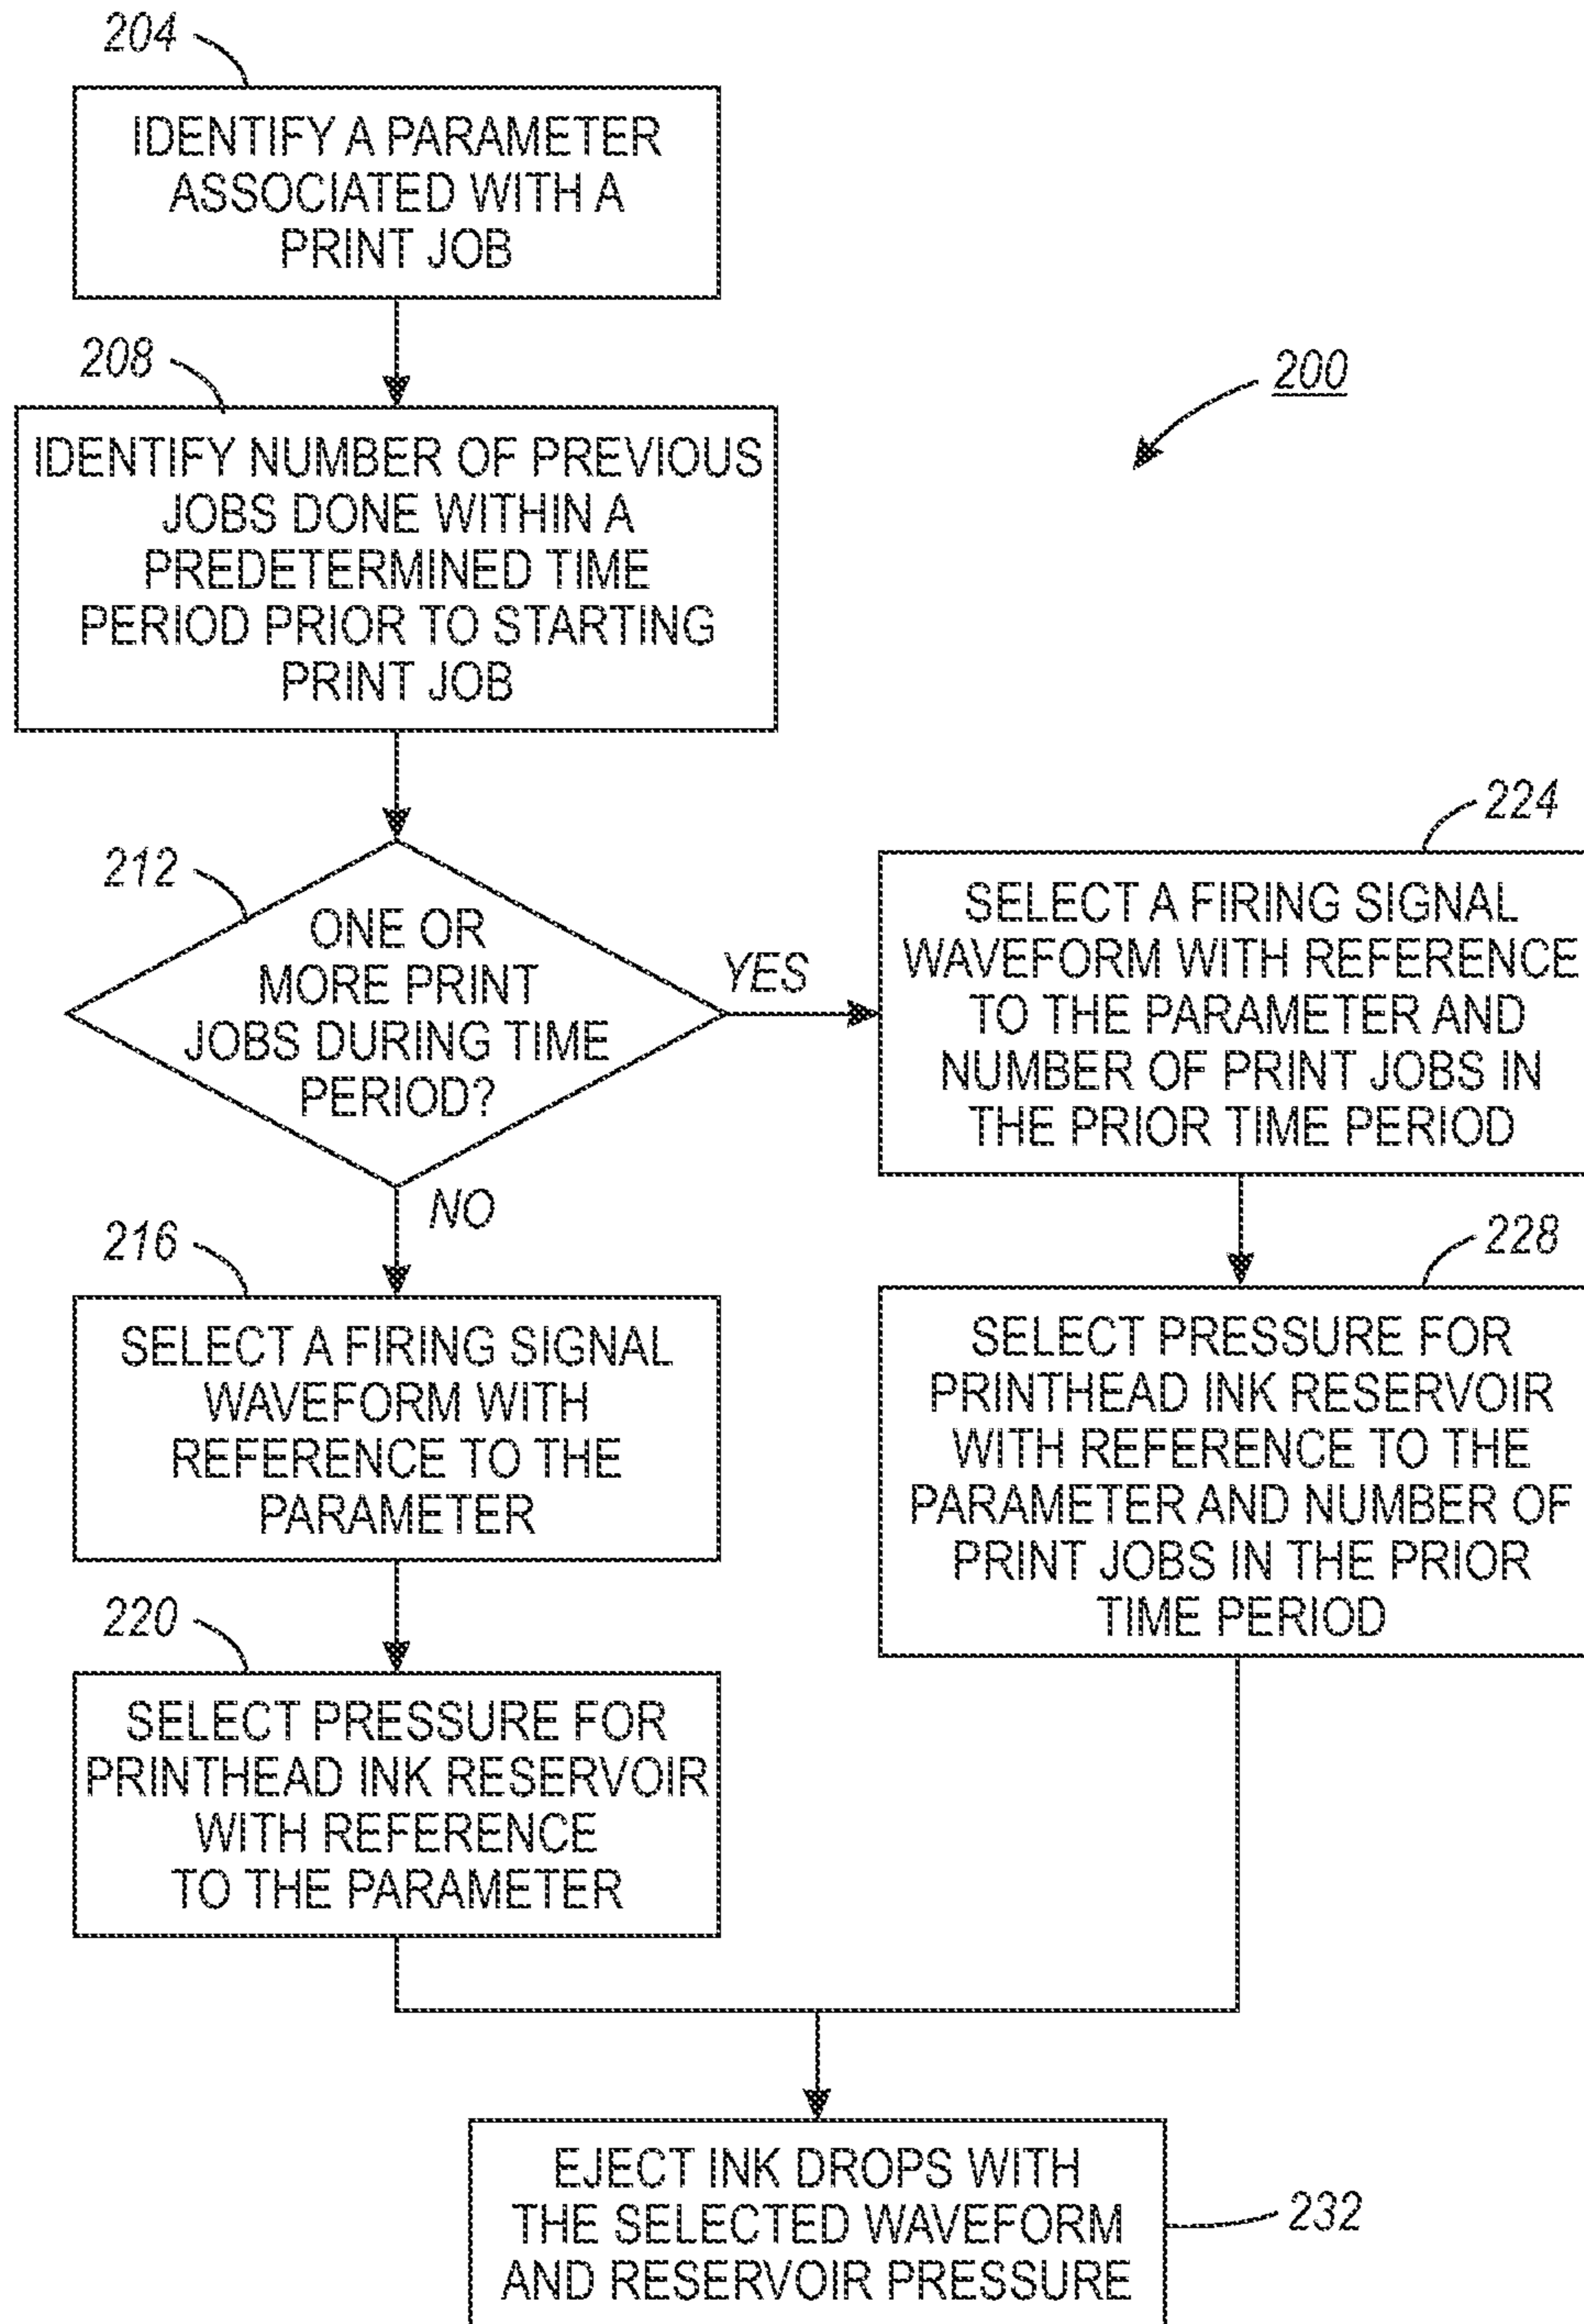 204
IDENTIFY A PARAMETER
ASSOCIATED WITH A
PRINT JOB
208
IDENTIFY NUMBER OF PREVIOUS
JOBS DONE WITHIN A
PREDETERMINED TIME
PERIOD PRIOR TO STARTING
PRINT JOB
200
212
ONE OR
MORE PRINT
JOBS DURING TIME
PERIOD?
YES
NO
224
SELECT A FIRING SIGNAL
WAVEFORM WITH REFERENCE
TO THE PARAMETER AND
NUMBER OF PRINT JOBS IN
THE PRIOR TIME PERIOD
216
SELECT A FIRING SIGNAL
WAVEFORM WITH
REFERENCE TO THE
PARAMETER
228
SELECT PRESSURE FOR
PRINTHEAD INK RESERVOIR
WITH REFERENCE TO THE
PARAMETER AND NUMBER OF
PRINT JOBS IN THE PRIOR
TIME PERIOD
220
SELECT PRESSURE FOR
PRINTHEAD INK RESERVOIR
WITH REFERENCE
TO THE PARAMETER
EJECT INK DROPS WITH
THE SELECTED WAVEFORM
AND RESERVOIR PRESSURE
232